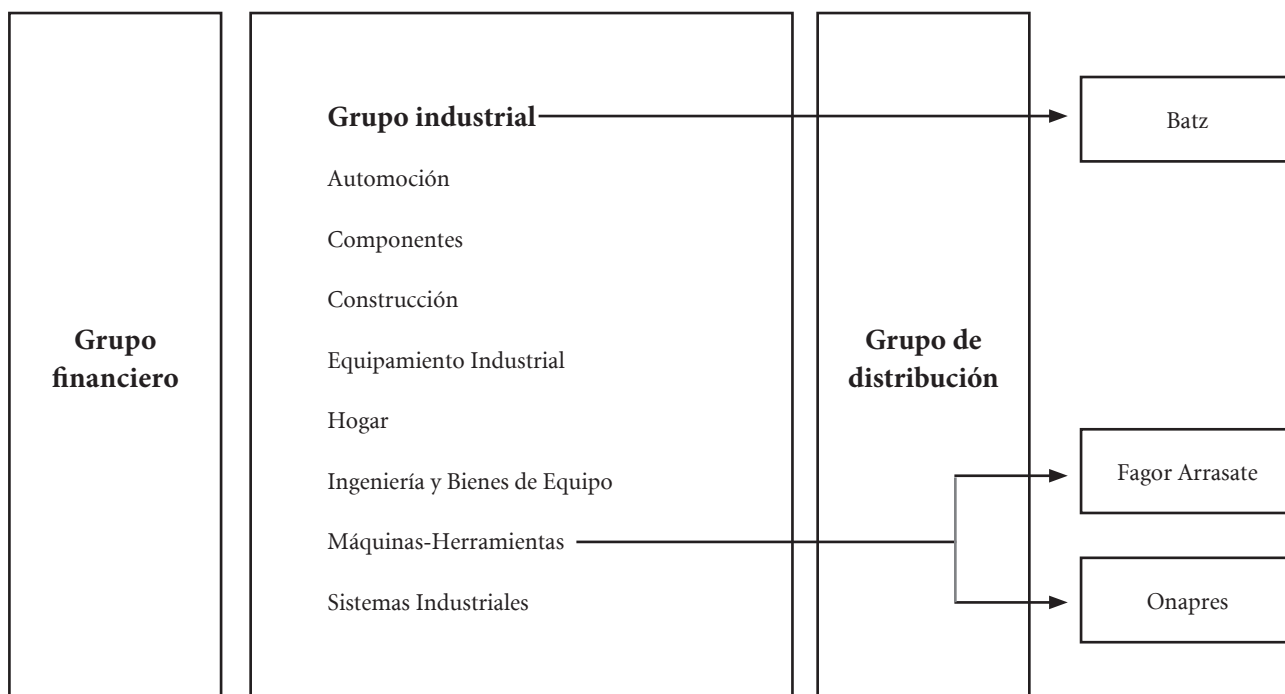 Grupo
financiero
Grupo industrial
Automoción
Componentes
Construcción
Equipamiento Industrial
Hogar
Ingeniería y Bienes de Equipo
Máquinas-Herramientas
Sistemas Industriales
Grupo de
distribución
Batz
Fagor Arrasate
Onapres